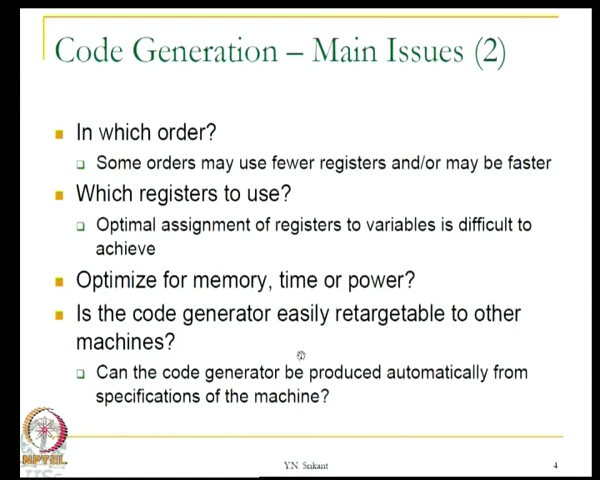 Code Generation – Main Issues (2)
In which order?
Some orders may use fewer registers and/or may be faster
Which registers to use?
Optimal assignment of registers to variables is difficult to
achieve
Optimize for memory, time or power?
Is the code generator easily retargetable to other
machines?
Can the code generator be produced automatically from
specifications of the machine?
NPTEL
Y.N. Srikant
4